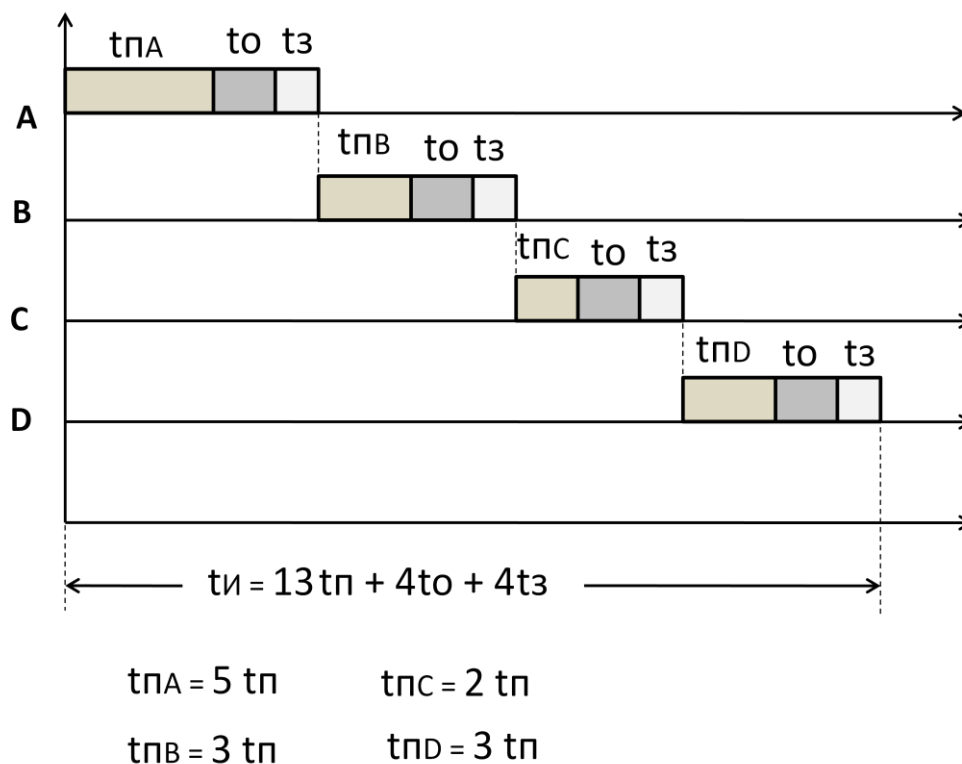 tпA to tз
A
tпB to tз
B
tпC to tз
C
tпD to tз
D
tИ = 13 tп + 4to + 4tз
tпA = 5 tп tпC = 2 tп
tпB = 3 tп tпD = 3 tп